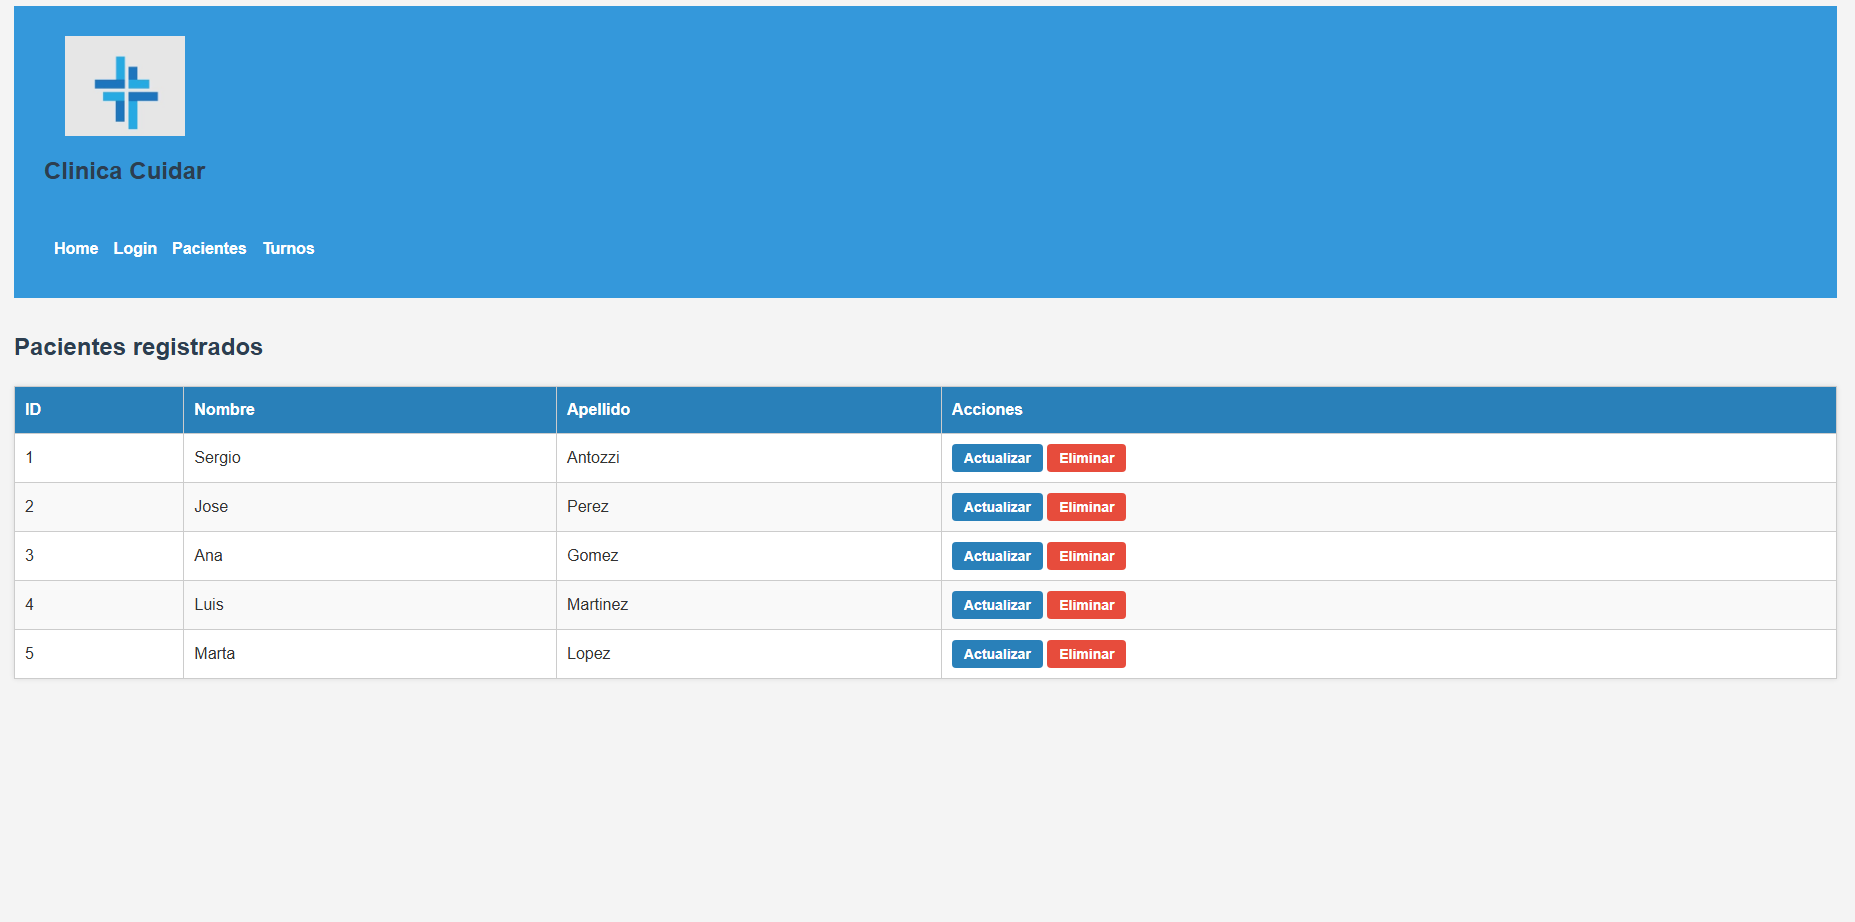 Clinica Cuidar
Home Login Pacientes Turnos
Pacientes registrados
ID Nombre Apellido Acciones
1 Sergio Antozzi Actualizar Eliminar
2 Jose Perez Actualizar Eliminar
3 Ana Gomez Actualizar Eliminar
4 Luis Martinez Actualizar Eliminar
5 Marta Lopez Actualizar Eliminar